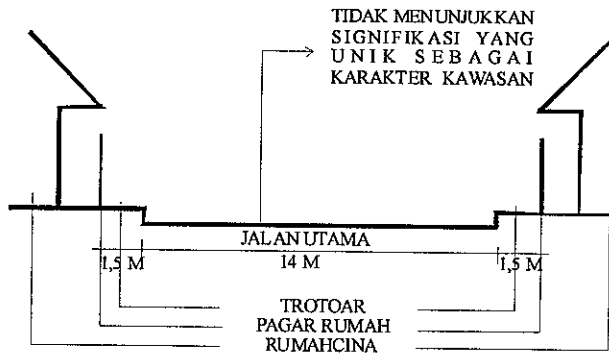 TIDAK MENUNJUKKAN
SIGNIFIKASI YANG
UNIK SEBAGAI
KARAKTER KAWASAN
JALAN UTAMA
1,5 M 14 M 1,5 M
TROTOAR
PAGAR RUMAH
RUMAHCINA